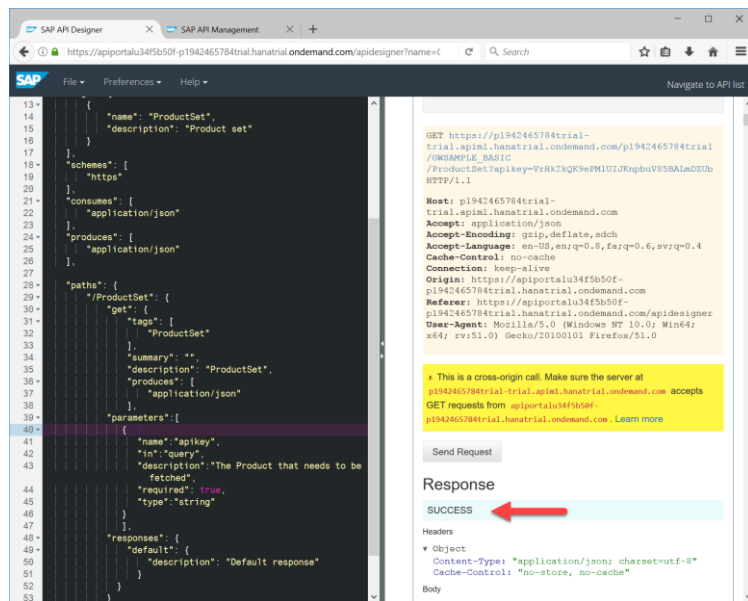 SAP API Designer
SAP API Management
https://apiportalu34f5b50f-p1942465784trial.hanatrial.ondemand.com/apidesigner?name=(
Search
SAP File Preferences Help Navigate to API list
13 {
14 "name": "ProductSet",
15 "description": "Product set"
16 }
17 ],
18 "schemes": [
19 "https"
20 ],
21 "consumes": [
22 "application/json"
23 ],
24 "produces": [
25 "application/json"
26 ],
27
28 "paths": {
29 "/ProductSet": {
30 "get": {
31 "tags": [
32 "ProductSet"
33 ],
34 "summary": "",
35 "description": "ProductSet",
36 "produces": [
37 "application/json"
38 ],
39 "parameters":[
40 {
41 "name":"apikey",
42 "in":"query",
43 "description":"The Product that needs to be
fetched",
44 "required": true,
45 "type":"string"
46 }
47 ],
48 "responses": {
49 "default": {
50 "description": "Default response"
51 }
52 }
53 }
GET https://p1942465784trial-
trial.apim1.hanatrial.ondemand.com/p1942465784trial
/GWSAMPLE_BASIC
/ProductSet?apikey=VrHk2kQK9ePM1UIJKnpbuV85BALmDZUb
HTTP/1.1
Host: p1942465784trial-
trial.apim1.hanatrial.ondemand.com
Accept: application/json
Accept-Encoding: gzip,deflate,sdch
Accept-Language: en-US,en;q=0.8,fa;q=0.6,sv;q=0.4
Cache-Control: no-cache
Connection: keep-alive
Origin: https://apiportalu34f5b50f-
p1942465784trial.hanatrial.ondemand.com
Referer: https://apiportalu34f5b50f-
p1942465784trial.hanatrial.ondemand.com/apidesigner
User-Agent: Mozilla/5.0 (Windows NT 10.0; Win64;
x64; rv:51.0) Gecko/20100101 Firefox/51.0
This is a cross-origin call. Make sure the server at
p1942465784trial-trial.apim1.hanatrial.ondemand.com accepts
GET requests from apiportalu34f5b50f-
p1942465784trial.hanatrial.ondemand.com. Learn more
Send Request
Response
SUCCESS
Headers
▼ Object
Content-Type: "application/json; charset=utf-8"
Cache-Control: "no-store, no-cache"
Body